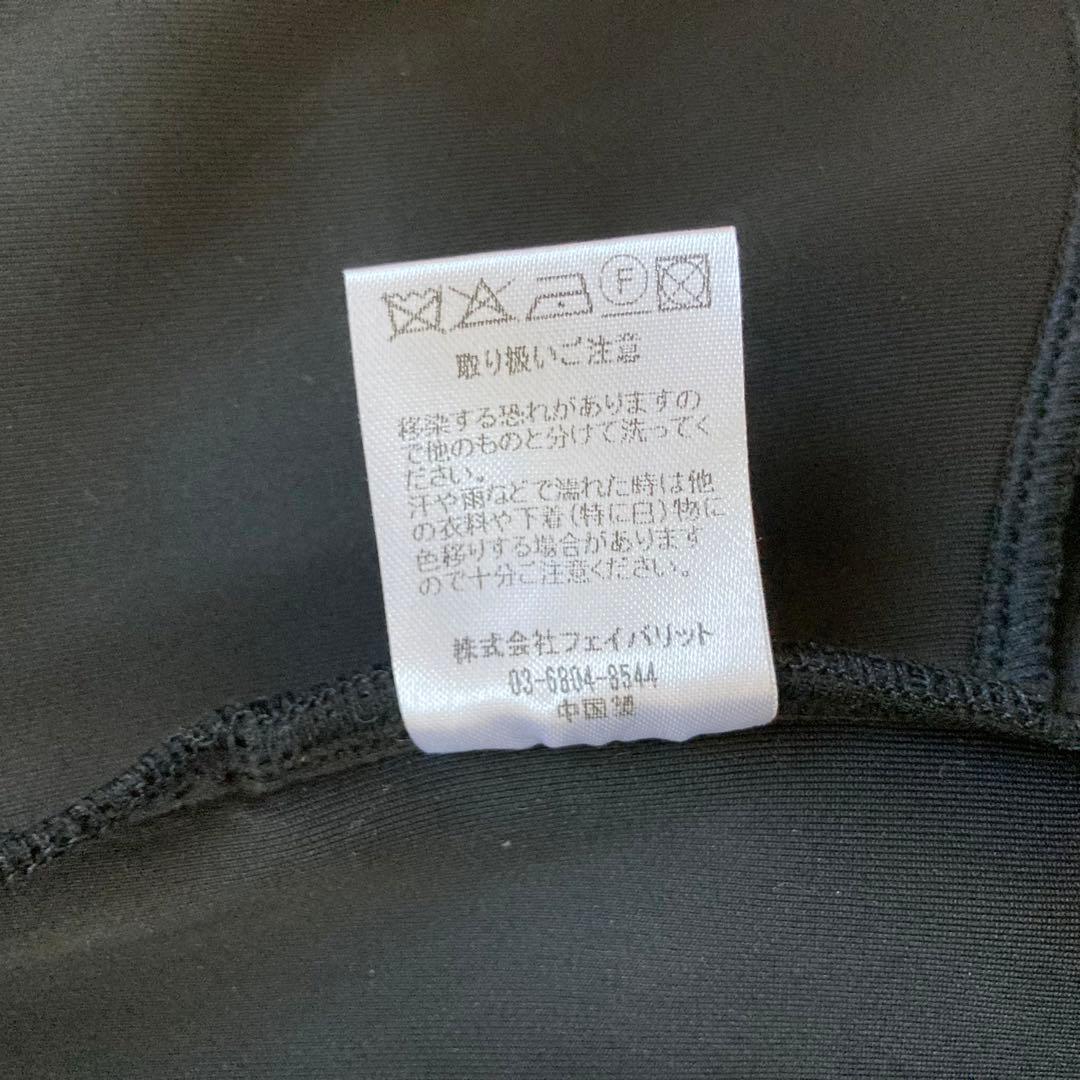 F
取り扱いご注意
移染する恐れがありますの
で他のものと分けて洗ってく
ださい。
汗や雨などで濡れた時は他
の衣料や下着(特に白)物に
色移りする場合があります
ので十分ご注意ください。
株式会社フェイバリット
03-6804-8544
中国製